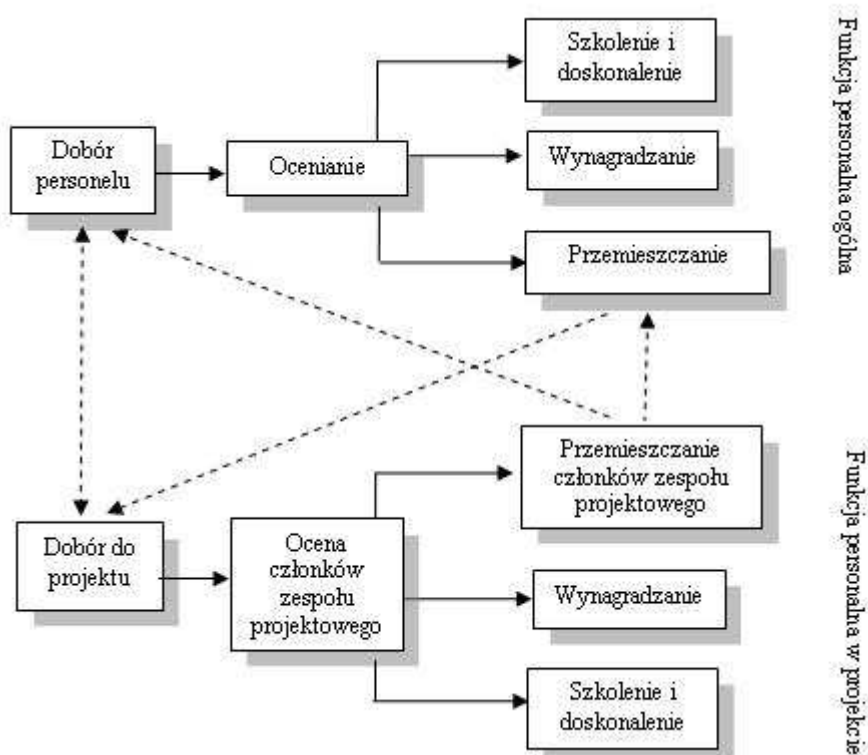 Szkolenie i
doskonalenie
Dobór
personelu
Ocenianie
Wynagradzanie
Przemieszczanie
Funkcja personalna ogólna
Przemieszczanie
członków zespołu
projektowego
Dobór do
projektu
Ocena
członków
zespołu
projektowego
Wynagradzanie
Szkolenie i
doskonalenie
Funkcja personalna w projekcie